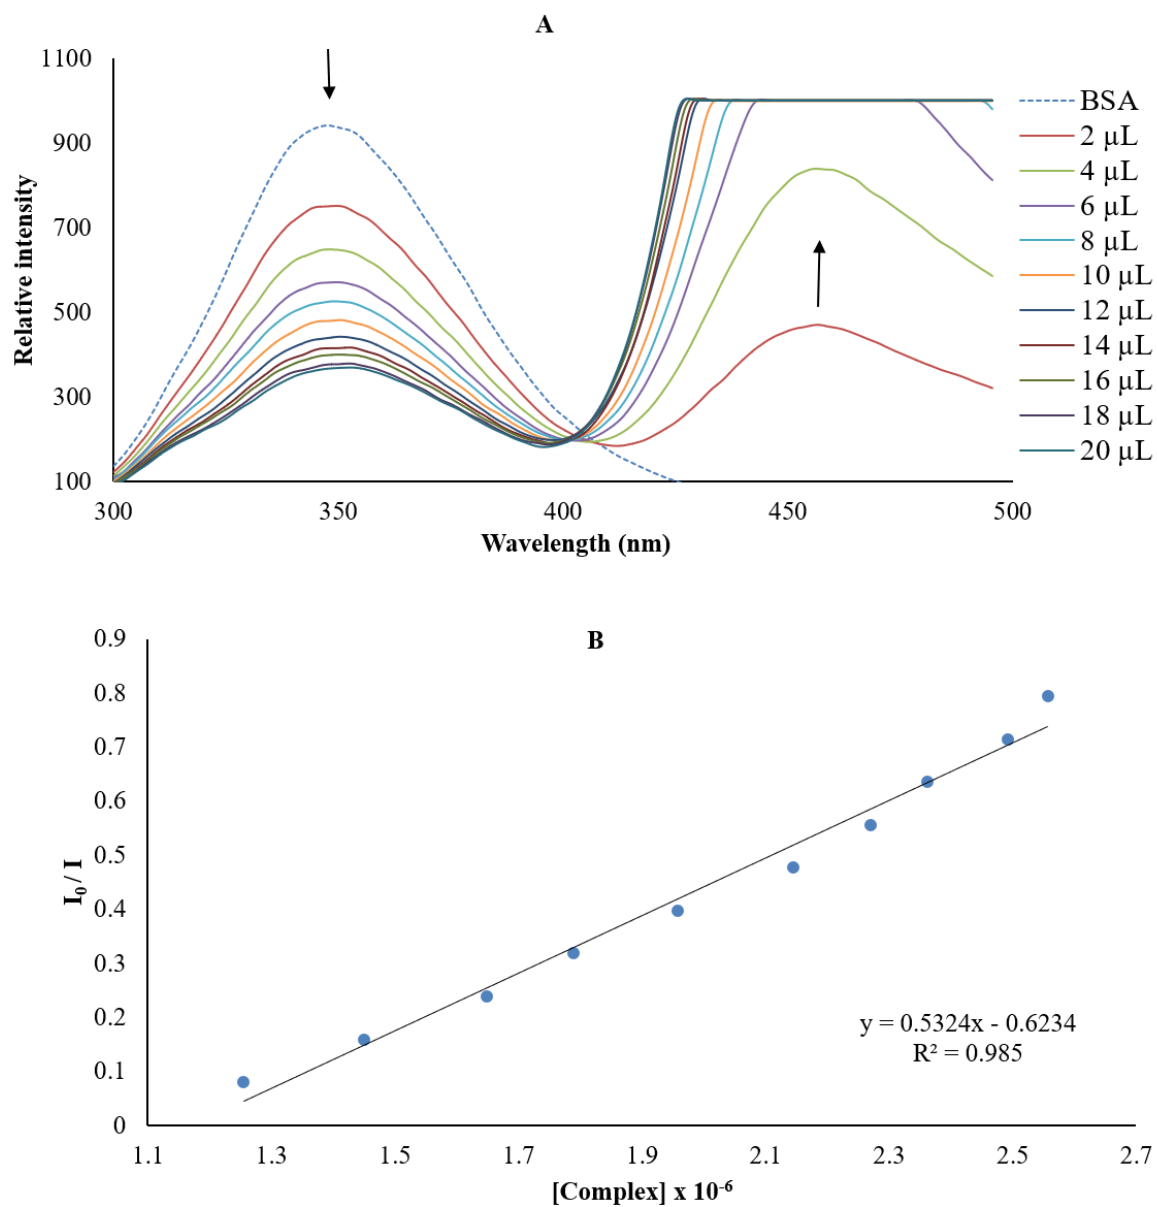 A
1100
900
700
500
300
100
Relative intensity
300
350
400
450
500
Wavelength (nm)
BSA
2 µL
4 µL
6 µL
8 µL
10 µL
12 µL
14 µL
16 µL
18 µL
20 µL
B
0.9
0.8
0.7
0.6
0.5
0.4
0.3
0.2
0.1
0
I₀ / I
y = 0.5324x - 0.6234
R² = 0.985
1.1
1.3
1.5
1.7
1.9
2.1
2.3
2.5
2.7
[Complex] x 10⁻⁶